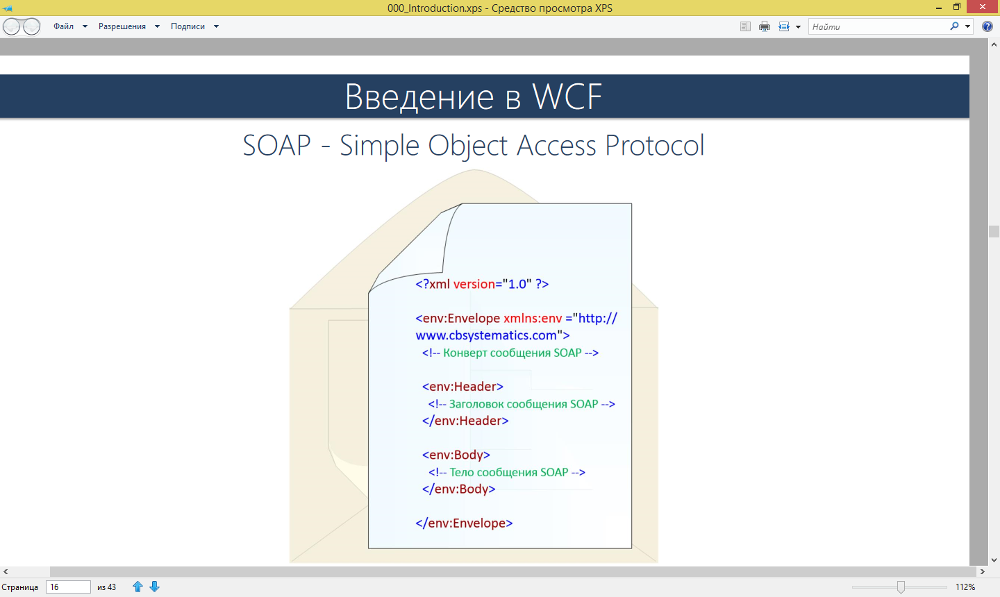 000_Introduction.xps - Средство просмотра XPS
Файл Разрешения Подписи Найти
Введение в WCF
SOAP - Simple Object Access Protocol
<?xml version="1.0" ?>
<env:Envelope xmlns:env ="http://
www.cbsystematics.com">
<!-- Конверт сообщения SOAP -->
<env:Header>
<!-- Заголовок сообщения SOAP -->
</env:Header>
<env:Body>
<!-- Тело сообщения SOAP -->
</env:Body>
</env:Envelope>
Страница 16 из 43 112%